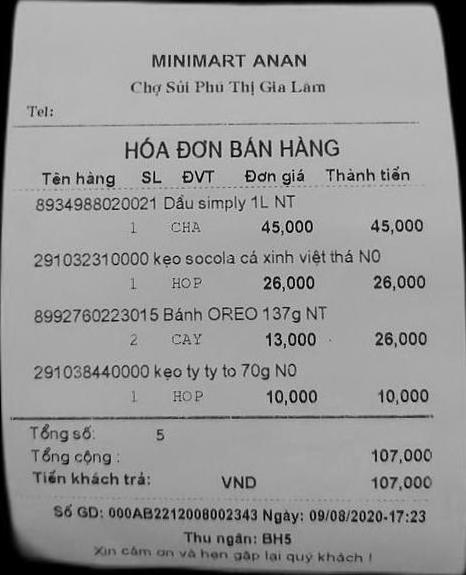 MINIMART ANAN
Chợ Sủi Phú Thị Gia Lâm
Tel:
HÓA ĐƠN BÁN HÀNG
Tên hàng SL ĐVT Đơn giá Thành tiền
8934988020021 Dầu simply 1L NT
1 CHA 45,000 45,000
291032310000 kẹo socola cá xinh việt thá N0
1 HOP 26,000 26,000
8992760223015 Bánh OREO 137g NT
2 CAY 13,000 26,000
291038440000 kẹo ty ty to 70g N0
1 HOP 10,000 10,000
Tổng số: 5
Tổng cộng : 107,000
Tiền khách trả: VND 107,000
Số GD: 000AB2212008002343 Ngày: 09/08/2020-17:23
Thu ngân: BH5
Xin cảm ơn và hẹn gặp lại quý khách !